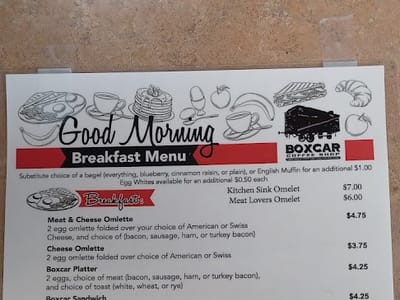 Good Morning
Breakfast Menu
BOXCAR
COFFEE SHOP
Substitute choice of a bagel (everything, blueberry, cinnamon raisin, or plain), or English Muffin for an additional $1.00
Egg Whites available for an additional $0.50 each
Breakfast:
Kitchen Sink Omelet $7.00
Meat Lovers Omelet $6.00
Meat & Cheese Omlette $4.75
2 egg omlette folded over your choice of American or Swiss
Cheese, and choice of (bacon, sausage, ham, or turkey bacon)
Cheese Omlette $3.75
2 egg omlette folded over your choice of American or Swiss
Boxcar Platter $4.25
2 eggs, choice of meat (bacon, sausage, ham, or turkey bacon),
and choice of toast (white, wheat, or rye)
Boxcar Sandwich $4.25